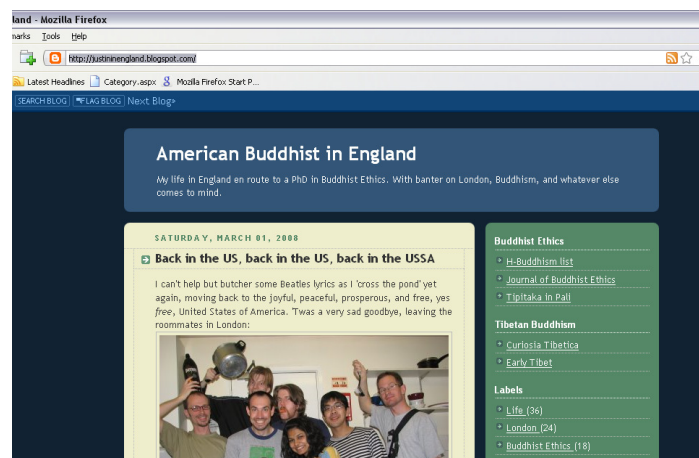 land - Mozilla Firefox
marks Tools Help
http://justininengland.blogspot.com/
Latest Headlines Category.aspx Mozilla Firefox Start P...
SEARCH BLOG FLAG BLOG Next Blog»
American Buddhist in England
My life in England en route to a PhD in Buddhist Ethics. With banter on London, Buddhism, and whatever else
comes to mind.
SATURDAY, MARCH 01, 2008
Back in the US, back in the US, back in the USSA
I can't help but butcher some Beatles lyrics as I 'cross the pond' yet
again, moving back to the joyful, peaceful, prosperous, and free, yes
free, United States of America. 'Twas a very sad goodbye, leaving the
roommates in London:
Buddhist Ethics
H-Buddhism list
Journal of Buddhist Ethics
Tipitaka in Pali
Tibetan Buddhism
Curiosia Tibetica
Early Tibet
Labels
Life (36)
London (24)
Buddhist Ethics (18)